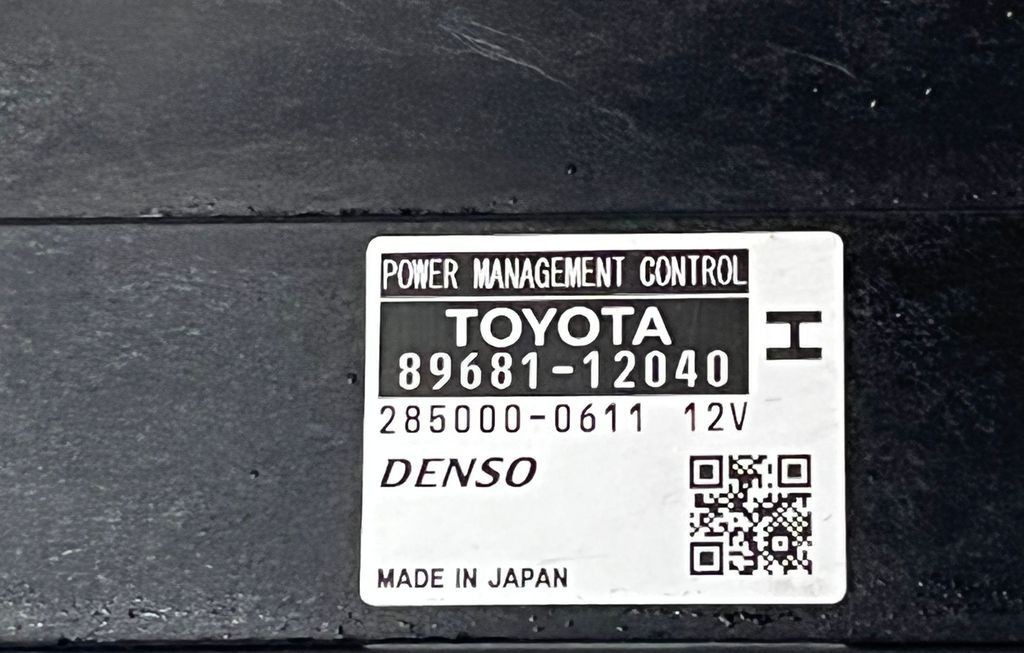 POWER MANAGEMENT CONTROL
TOYOTA
89681-12040
H
285000-0611 12V
DENSO
MADE IN JAPAN